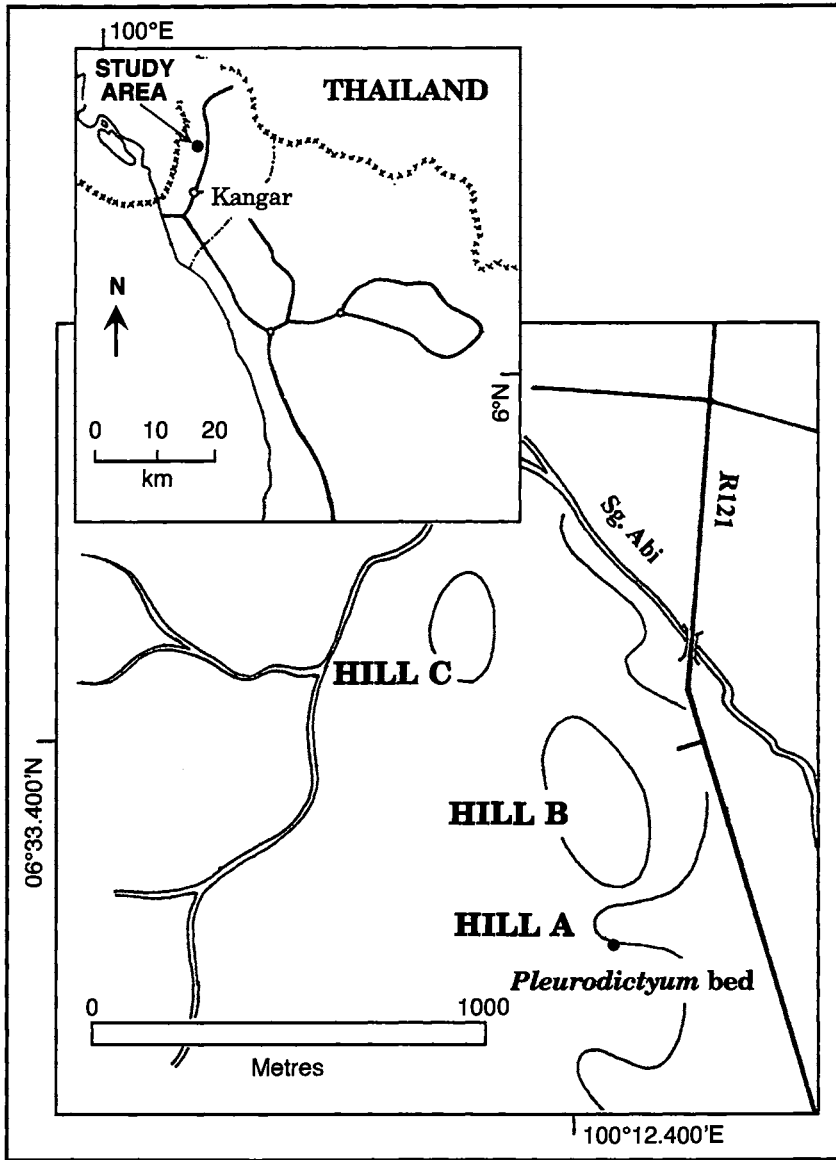 100°E
STUDY
AREA
THAILAND
Kangar
N
0 10 20
km
6°N
R121
Sg. Abi
HILL C
06°33.400'N
HILL B
HILL A
Pleurodictyum bed
0 1000
Metres
100°12.400'E